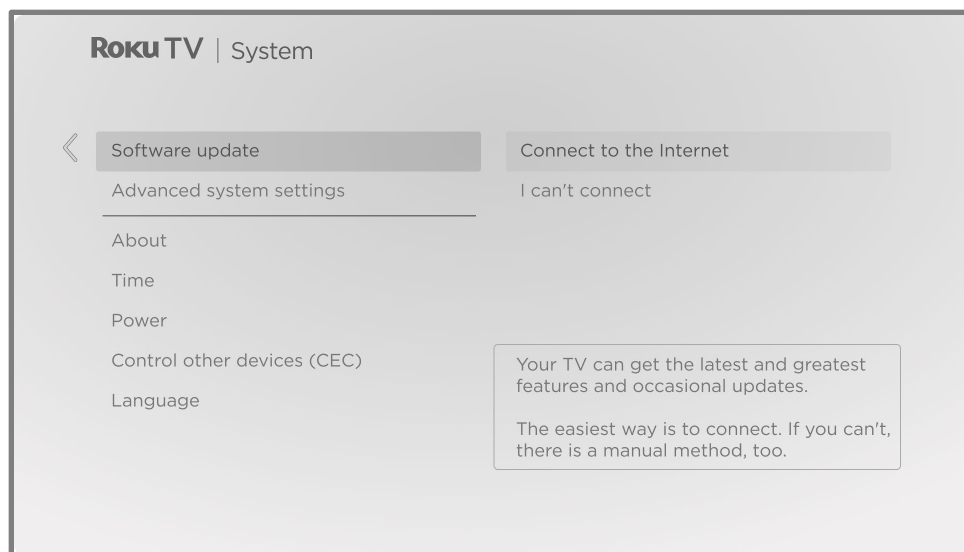 Roku TV | System
Software update
Advanced system settings
About
Time
Power
Control other devices (CEC)
Language
Connect to the Internet
I can't connect
Your TV can get the latest and greatest
features and occasional updates.
The easiest way is to connect. If you can't,
there is a manual method, too.